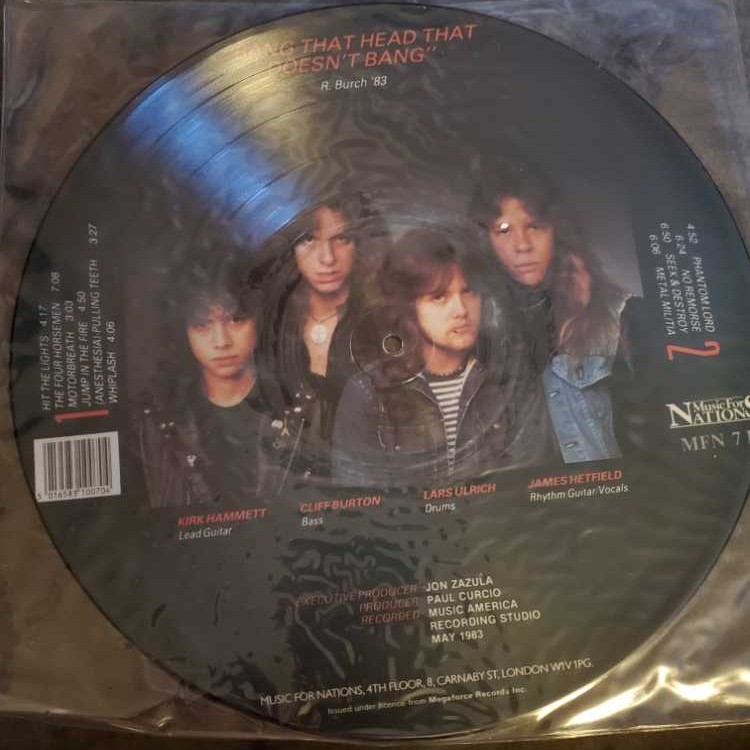 "BANG THAT HEAD THAT
DOESN'T BANG"
R. Burch '83
HIT THE LIGHTS 4.17
THE FOUR HORSEMEN 7.08
MOTORBREATH 3:03
JUMP IN THE FIRE 4.50
(ANESTHESIA) PULLING TEETH 3.27
WHIPLASH 4.06
1
4.52 PHANTOM LORD
6:24 NO REMORSE
6.50 SEEK & DESTROY
6:06 METAL MILITIA
2
Music For
NATIONS
MFN 7
5 016583 100704
KIRK HAMMETT
Lead Guitar
CLIFF BURTON
Bass
LARS ULRICH
Drums
JAMES HETFIELD
Rhythm Guitar/Vocals
EXECUTIVE PRODUCER JON ZAZULA
PRODUCER PAUL CURCIO
RECORDED MUSIC AMERICA
RECORDING STUDIO
MAY 1983
MUSIC FOR NATIONS, 4TH FLOOR, 8, CARNABY ST, LONDON W1V 1PG.
Issued under licence from Megaforce Records Inc.